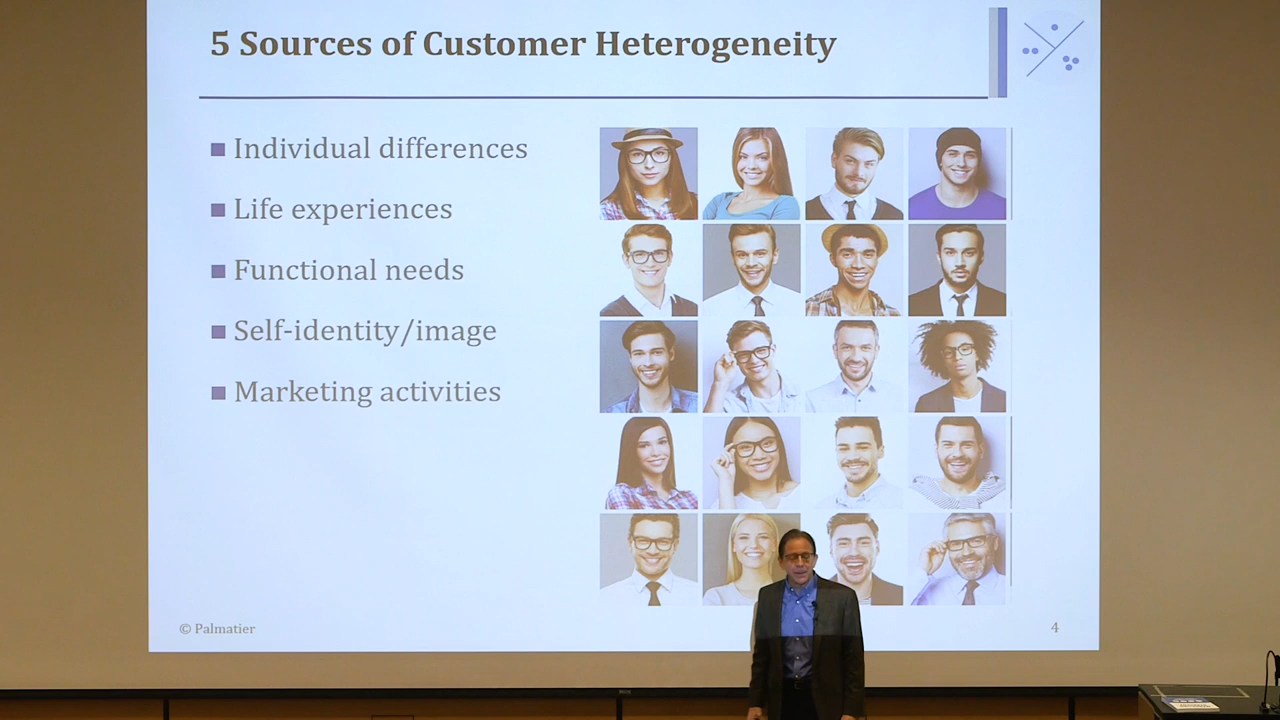 5 Sources of Customer Heterogeneity
Individual differences
Life experiences
Functional needs
Self-identity/image
Marketing activities
© Palmatier
4